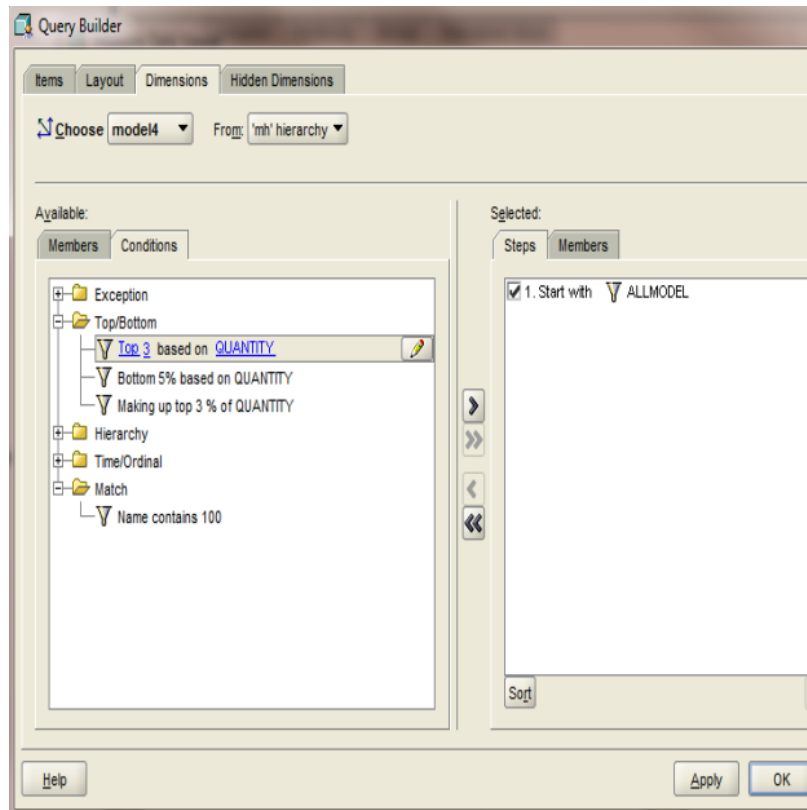 Query Builder
Items Layout Dimensions Hidden Dimensions
Choose model4 From: 'mh' hierarchy
Available:
Members Conditions
Exception
Top/Bottom
Top 3 based on QUANTITY
Bottom 5% based on QUANTITY
Making up top 3 % of QUANTITY
Hierarchy
Time/Ordinal
Match
Name contains 100
Selected:
Steps Members
1. Start with ALLMODEL
Sort
Help Apply OK